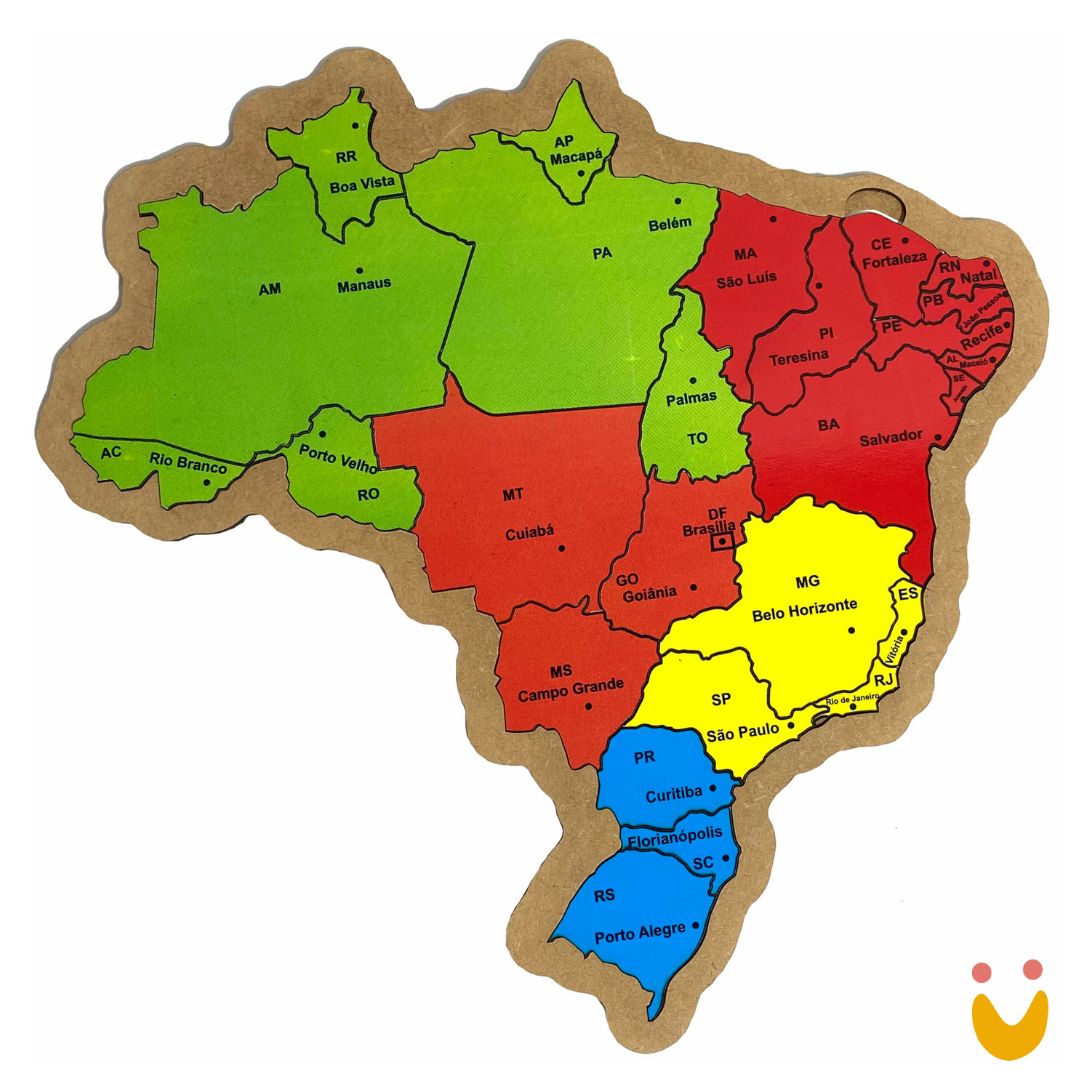 RR
Boa Vista
AP
Macapá
Belém
PA
AM
Manaus
MA
São Luís
CE
Fortaleza
RN
Natal
PB
João Pessoa
PE
Recife
PI
Teresina
AL
Maceió
SE
Palmas
TO
BA
Salvador
AC
Rio Branco
Porto Velho
RO
MT
Cuiabá
DF
Brasília
GO
Goiânia
MG
Belo Horizonte
ES
Vitória
RJ
Rio de Janeiro
MS
Campo Grande
SP
São Paulo
PR
Curitiba
Florianópolis
SC
RS
Porto Alegre